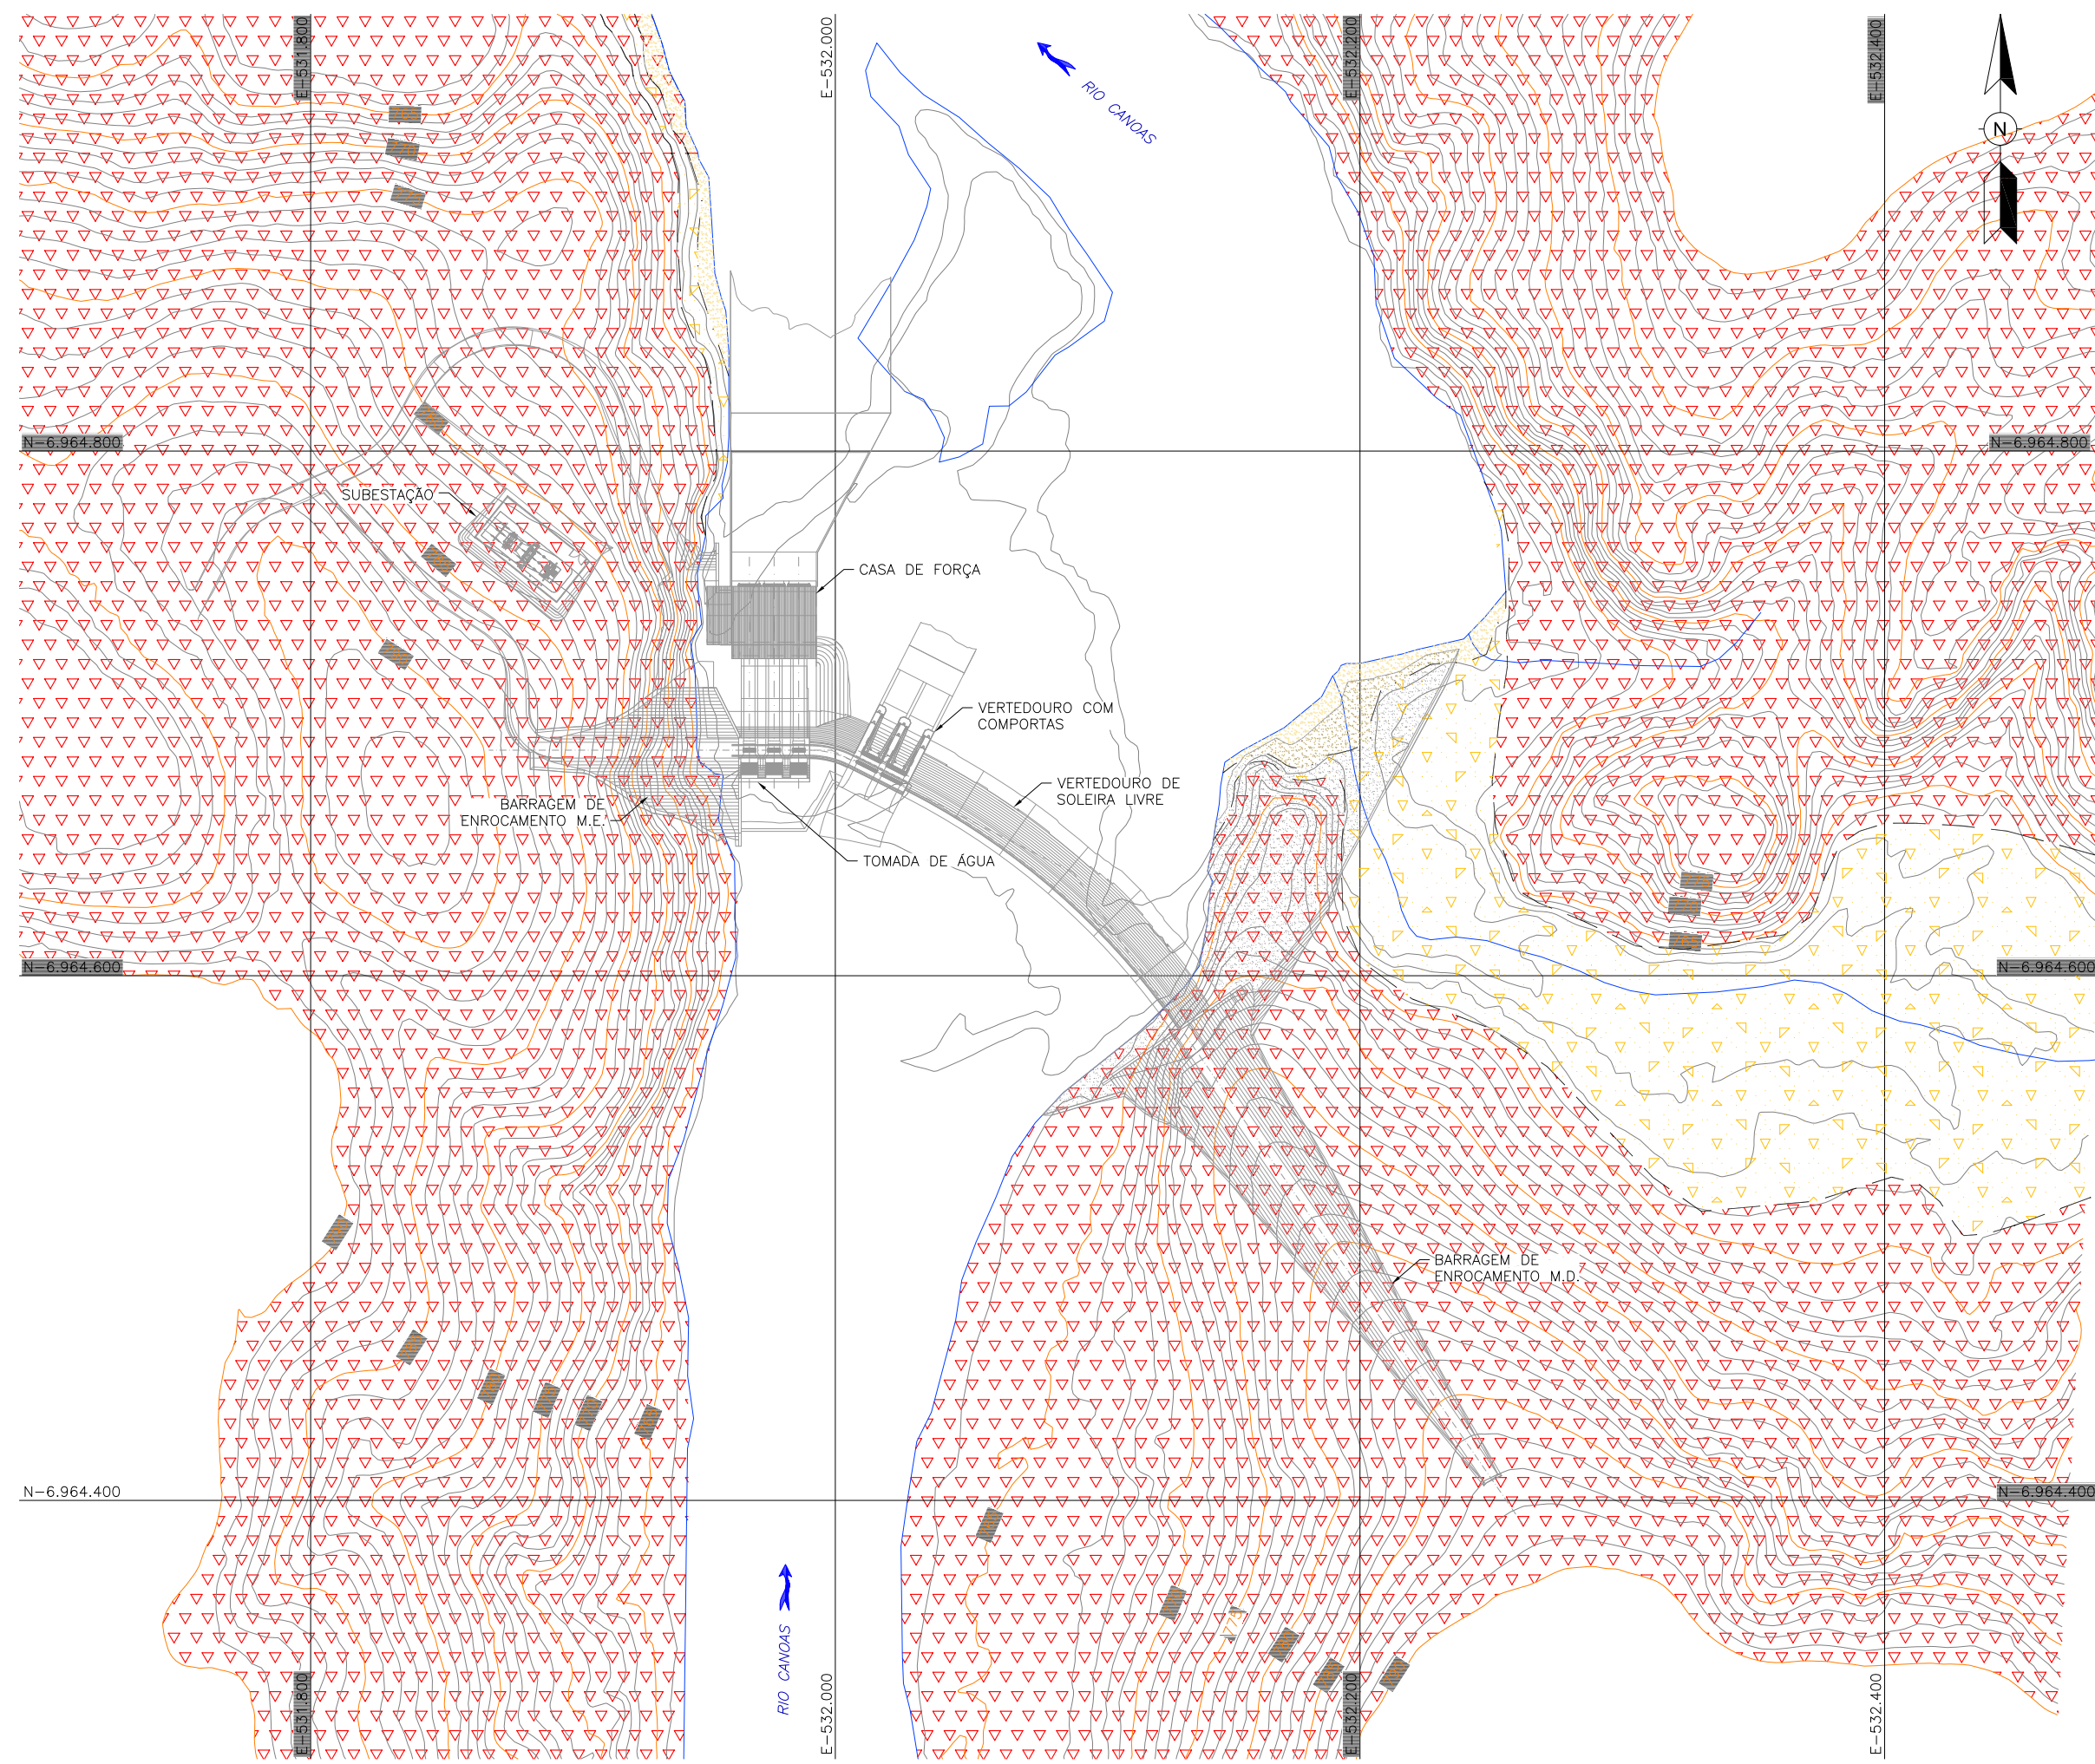 E-531.800
E-532.000
E-532.200
E-532.400
RIO CANOAS
N
N-6.964.800
N-6.964.800
SUBESTAÇÃO
CASA DE FORÇA
VERTEDOURO COM
COMPORTAS
VERTEDOURO DE
SOLEIRA LIVRE
BARRAGEM DE
ENROCAMENTO M.E.
TOMADA DE ÁGUA
N-6.964.600
N-6.964.600
BARRAGEM DE
ENROCAMENTO M.D.
N-6.964.400
N-6.964.400
RIO CANOAS
775
E-531.800
E-532.000
E-532.200
E-532.400